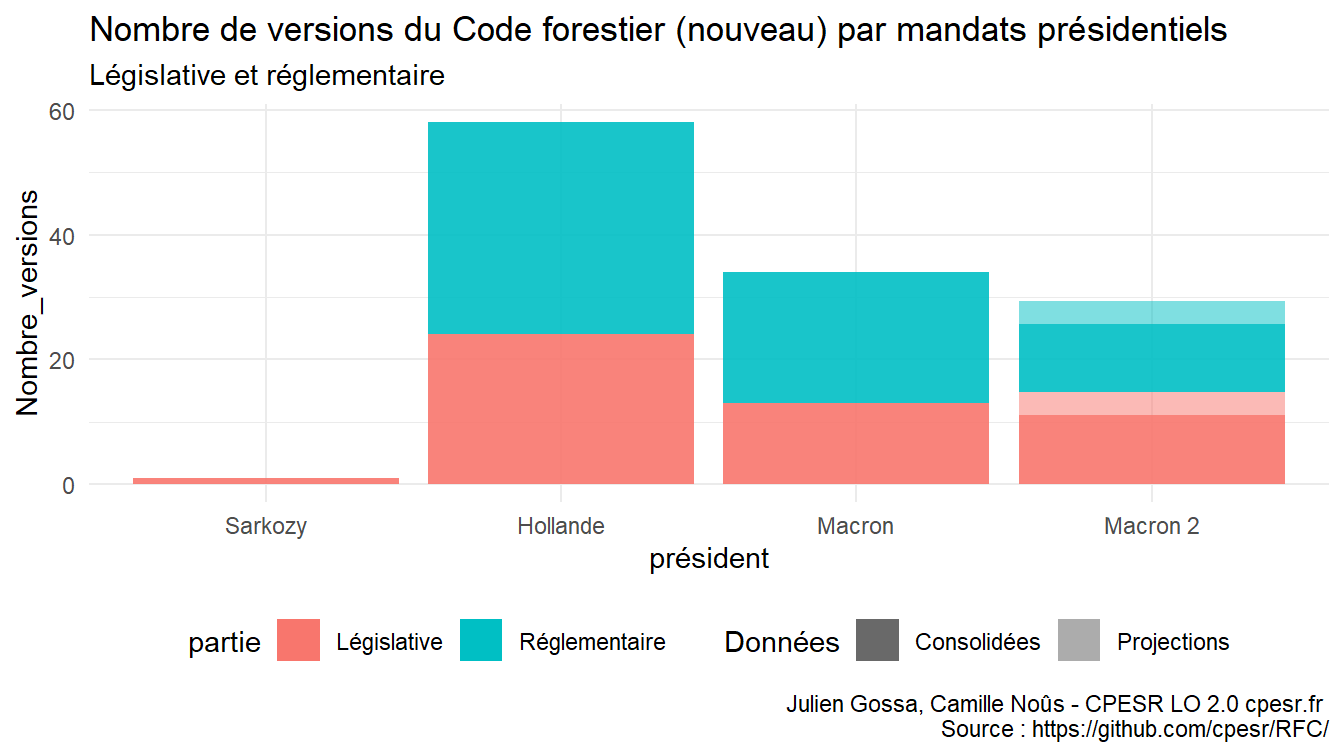 Nombre de versions du Code forestier (nouveau) par mandats présidentiels
Législative et réglementaire
Nombre_versions
60
40
20
0
Sarkozy
Hollande
Macron
Macron 2
président
partie
Législative
Réglementaire
Données
Consolidées
Projections
Julien Gossa, Camille Noûs - CPESR LO 2.0 cpesr.fr
Source : https://github.com/cpesr/RFC/